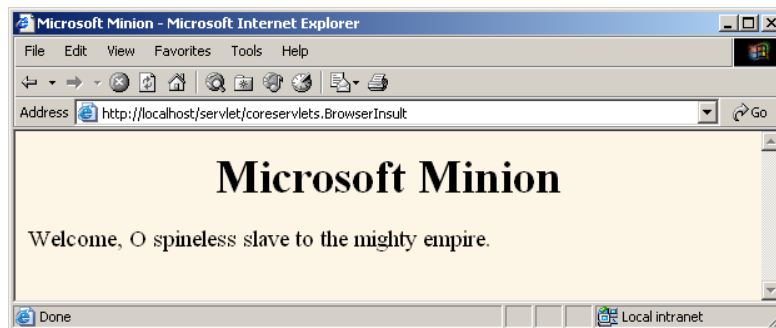 Microsoft Minion - Microsoft Internet Explorer
File Edit View Favorites Tools Help
Address http://localhost/servlet/coreservlets.BrowserInsult Go
Microsoft Minion
Welcome, O spineless slave to the mighty empire.
Done Local intranet